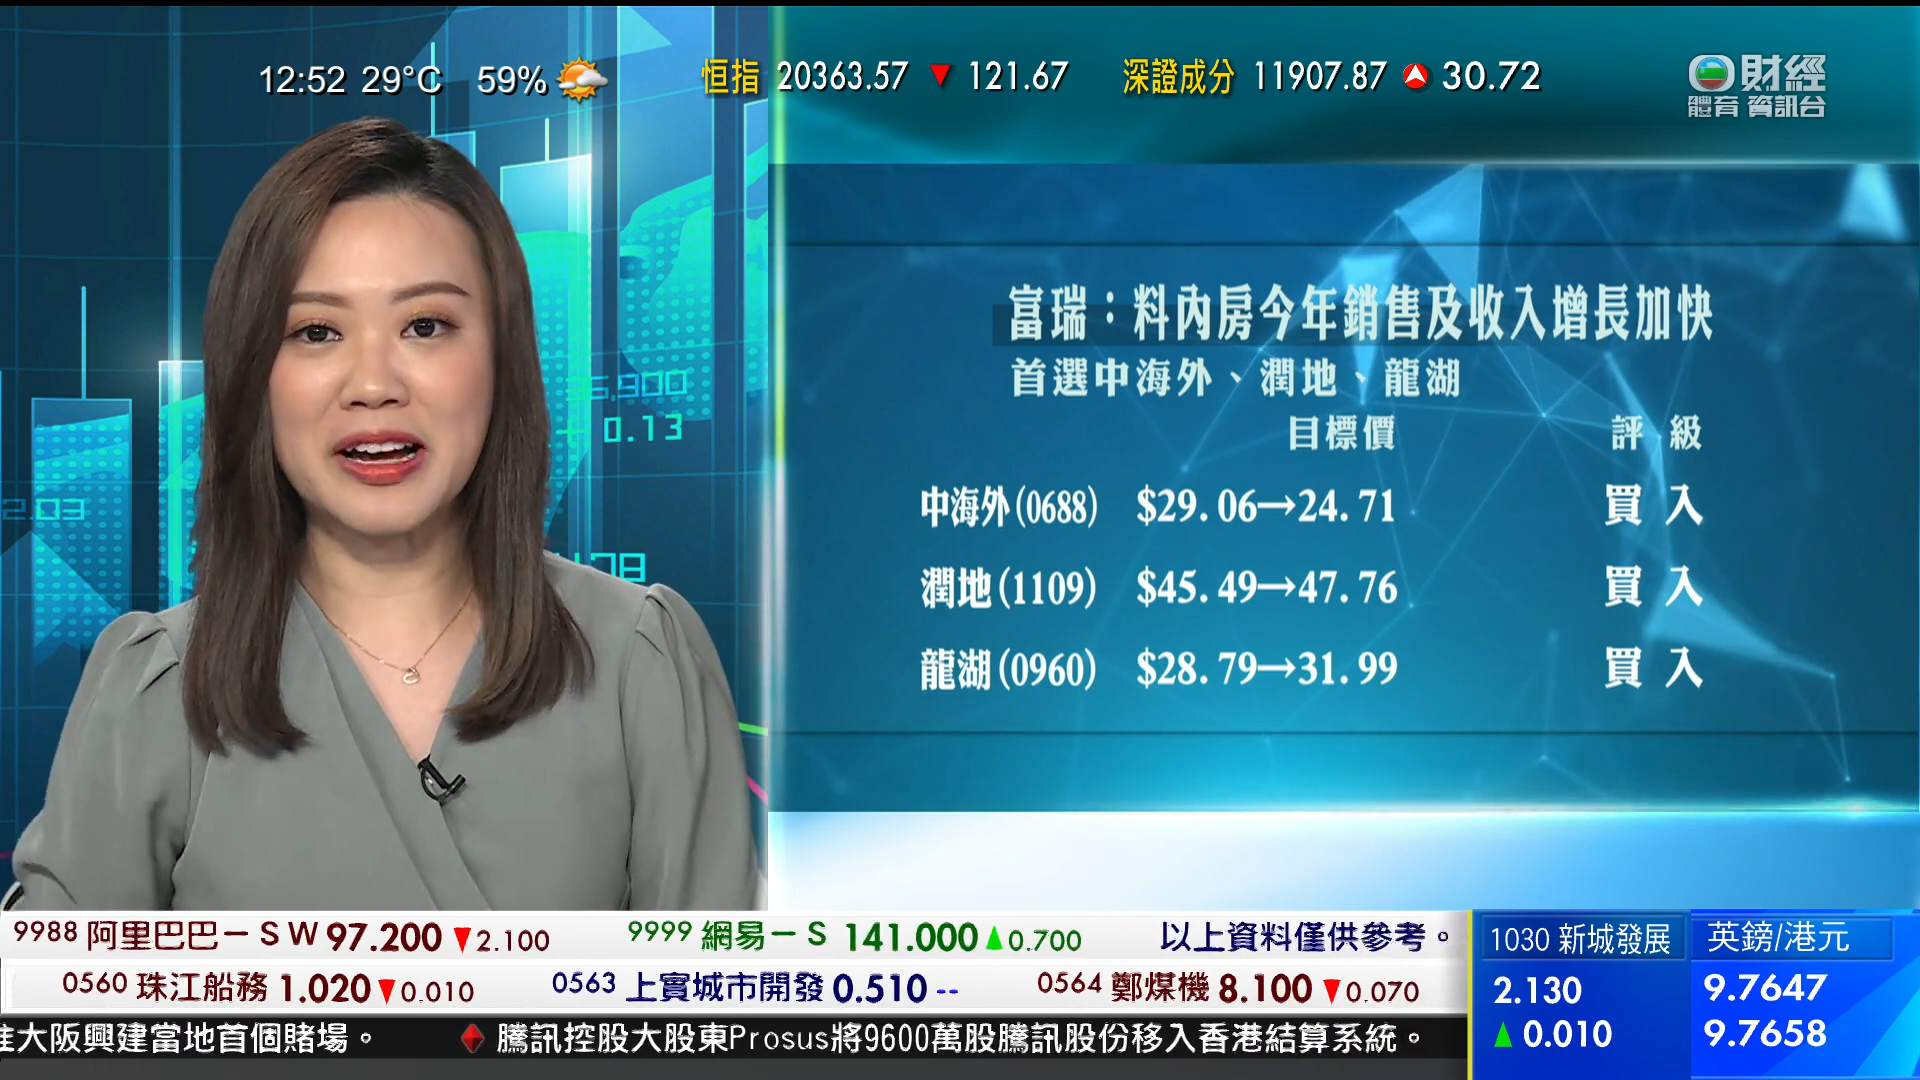 12:52 29°C 59%
恒指 20363.57 ▼ 121.67 深證成分 11907.87 ▲ 30.72
財經
體育 資訊台
富瑞：料內房今年銷售及收入增長加快
首選中海外、潤地、龍湖
目標價 評級
中海外(0688) $29.06→24.71 買入
潤地(1109) $45.49→47.76 買入
龍湖(0960) $28.79→31.99 買入
5,900
0.13
2.03
9988 阿里巴巴－ＳＷ 97.200 ▼2.100 9999 網易－Ｓ 141.000 ▲0.700 以上資料僅供參考。
0560 珠江船務 1.020 ▼0.010 0563 上實城市開發 0.510 -- 0564 鄭煤機 8.100 ▼0.070
大阪興建當地首個賭場。 ♦ 騰訊控股大股東Prosus將9600萬股騰訊股份移入香港結算系統。
1030 新城發展
2.130
▲ 0.010
英鎊/港元
9.7647
9.7658